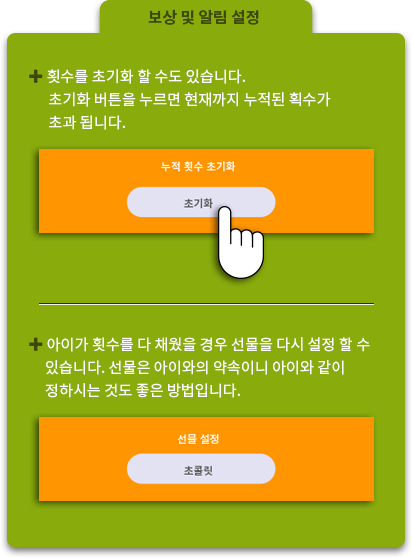 보상 및 알림 설정
+ 횟수를 초기화 할 수도 있습니다.
초기화 버튼을 누르면 현재까지 누적된 횟수가
초과 됩니다.
누적 횟수 초기화
초기화
+ 아이가 횟수를 다 채웠을 경우 선물을 다시 설정 할 수
있습니다. 선물은 아이와의 약속이니 아이와 같이
정하시는 것도 좋은 방법입니다.
선물 설정
초콜릿